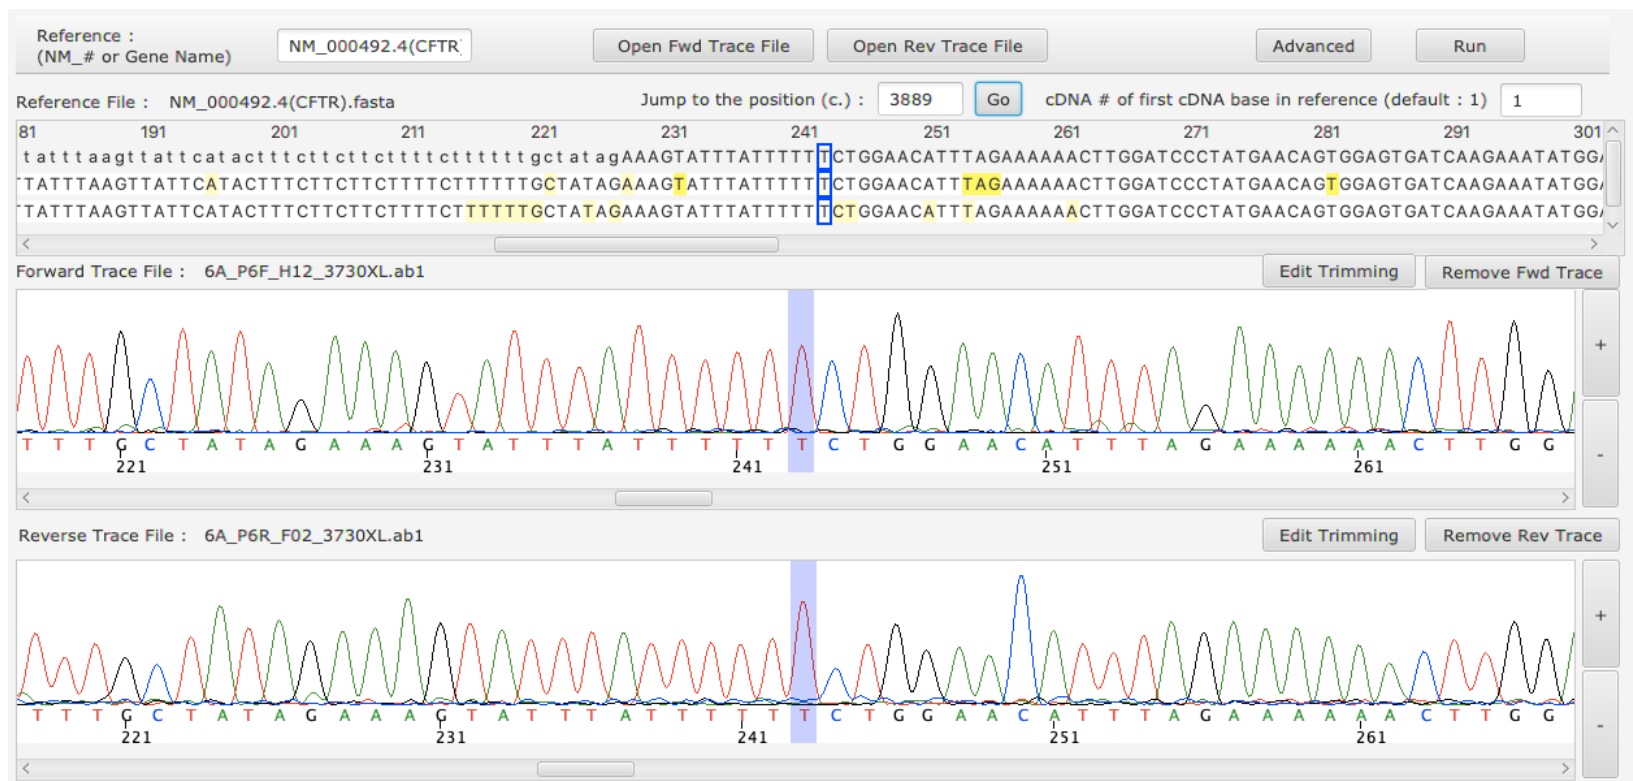 Reference :
(NM_# or Gene Name)
NM_000492.4(CFTR)
Open Fwd Trace File
Open Rev Trace File
Advanced
Run
Reference File : NM_000492.4(CFTR).fasta
Jump to the position (c.) : 3889 Go cDNA # of first cDNA base in reference (default : 1) 1
81 191 201 211 221 231 241 251 261 271 281 291 301
tatttaagttattcatactttcttcttcttttctttttttgctatagAAAGTATTTATTTTTTCTGGAACATTTAGAAAAAACTTGGATCCCTATGAACAGTGGAGTGATCAAGAAATATGGA
TATTTAAGTTATTCATACTTTCTTCTTCTTTTCTTTTTTGCTATAGAAAGTATTTATTTTTTCTGGAACATTTAGAAAAAACTTGGATCCCTATGAACAGTGGAGTGATCAAGAAATATGGA
TATTTAAGTTATTCATACTTTCTTCTTCTTTTCTTTTTTGCTATAGAAAGTATTTATTTTTTCTGGAACATTTAGAAAAAACTTGGATCCCTATGAACAGTGGAGTGATCAAGAAATATGGA
Forward Trace File : 6A_P6F_H12_3730XL.ab1
Edit Trimming
Remove Fwd Trace
+
T T T G C T A T A G A A A G T A T T T A T T T T T T C T G G A A C A T T T A G A A A A A A C T T G G
221 231 241 251 261
-
Reverse Trace File : 6A_P6R_F02_3730XL.ab1
Edit Trimming
Remove Rev Trace
+
T T T G C T A T A G A A A G T A T T T A T T T T T T C T G G A A C A T T T A G A A A A A A C T T G G
221 231 241 251 261
-